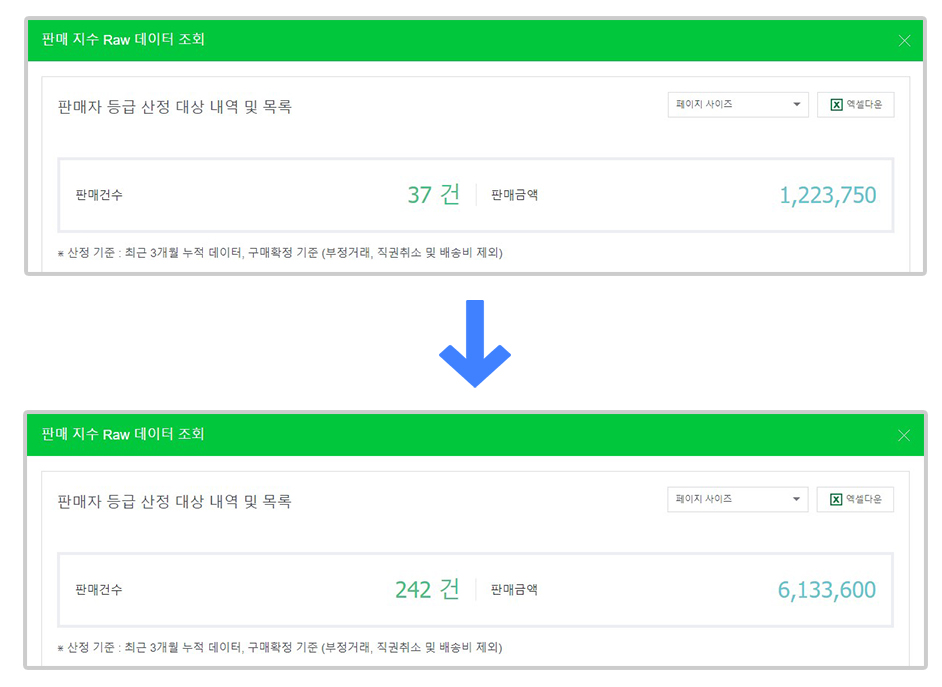 판매 지수 Raw 데이터 조회
판매자 등급 산정 대상 내역 및 목록
페이지 사이즈
엑셀다운
판매건수 37 건 판매금액 1,223,750
※ 산정 기준 : 최근 3개월 누적 데이터, 구매확정 기준 (부정거래, 직권취소 및 배송비 제외)
판매 지수 Raw 데이터 조회
판매자 등급 산정 대상 내역 및 목록
페이지 사이즈
엑셀다운
판매건수 242 건 판매금액 6,133,600
※ 산정 기준 : 최근 3개월 누적 데이터, 구매확정 기준 (부정거래, 직권취소 및 배송비 제외)